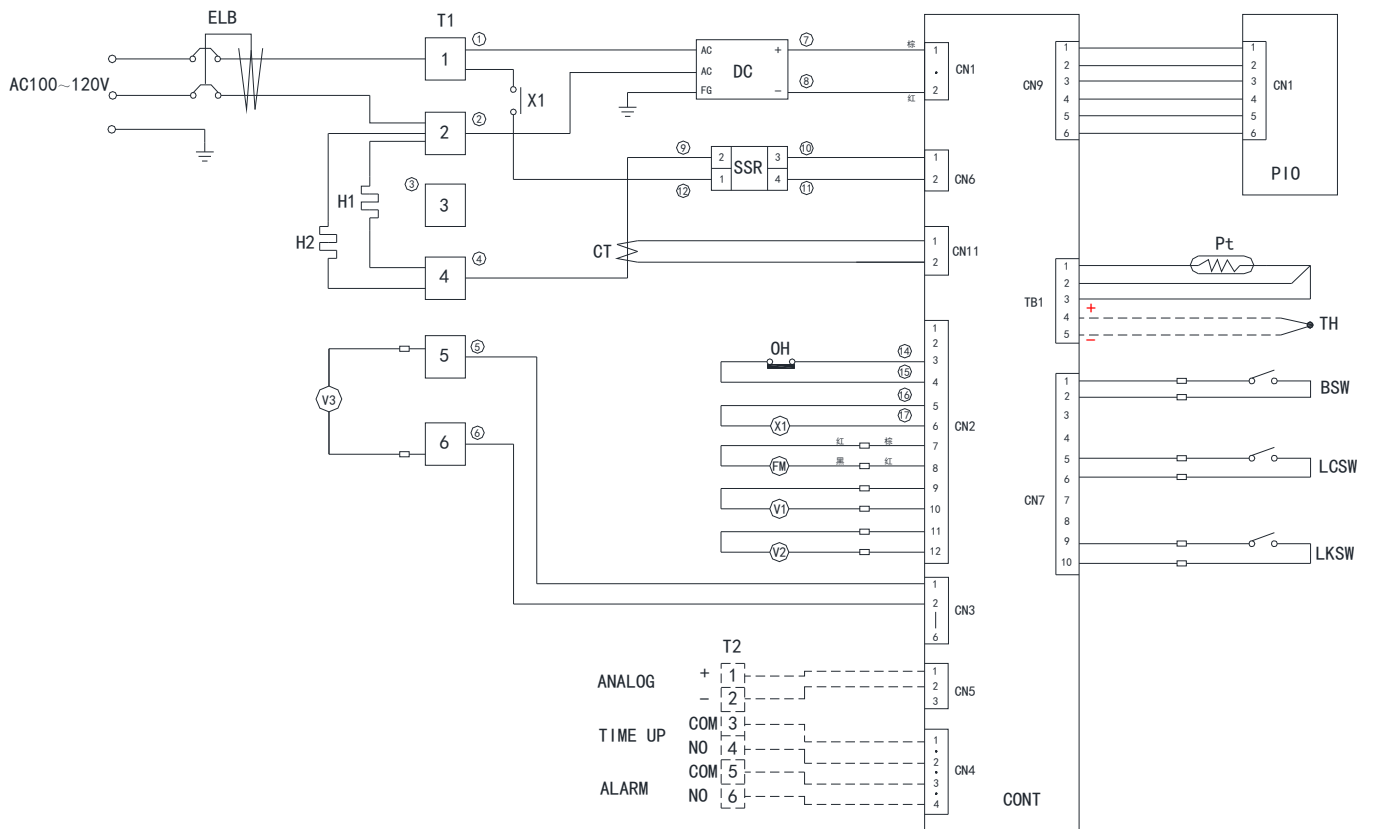 ELB
T1
AC100~120V
1
①
2
②
3
③
4
④
H1
H2
X1
AC
AC
FG
DC
+
−
⑦
⑧
棕
红
1
2
CN1
⑨
⑫
2
1
SSR
3
4
⑩
⑪
1
2
CN6
CT
1
2
CN11
5
⑤
6
⑥
V3
OH
⑭
⑮
⑯
⑰
X1
FM
红
棕
黑
红
V1
V2
1
2
3
4
5
6
7
8
9
10
11
12
CN2
1
2
6
CN3
T2
ANALOG
+
1
−
2
TIME UP
COM
3
NO
4
ALARM
COM
5
NO
6
1
2
3
CN5
1
2
3
4
CN4
CONT
CN9
1
2
3
4
5
6
1
2
3
4
5
6
CN1
PIO
TB1
1
2
3
4
5
+
−
Pt
TH
CN7
1
2
3
4
5
6
7
8
9
10
BSW
LCSW
LKSW